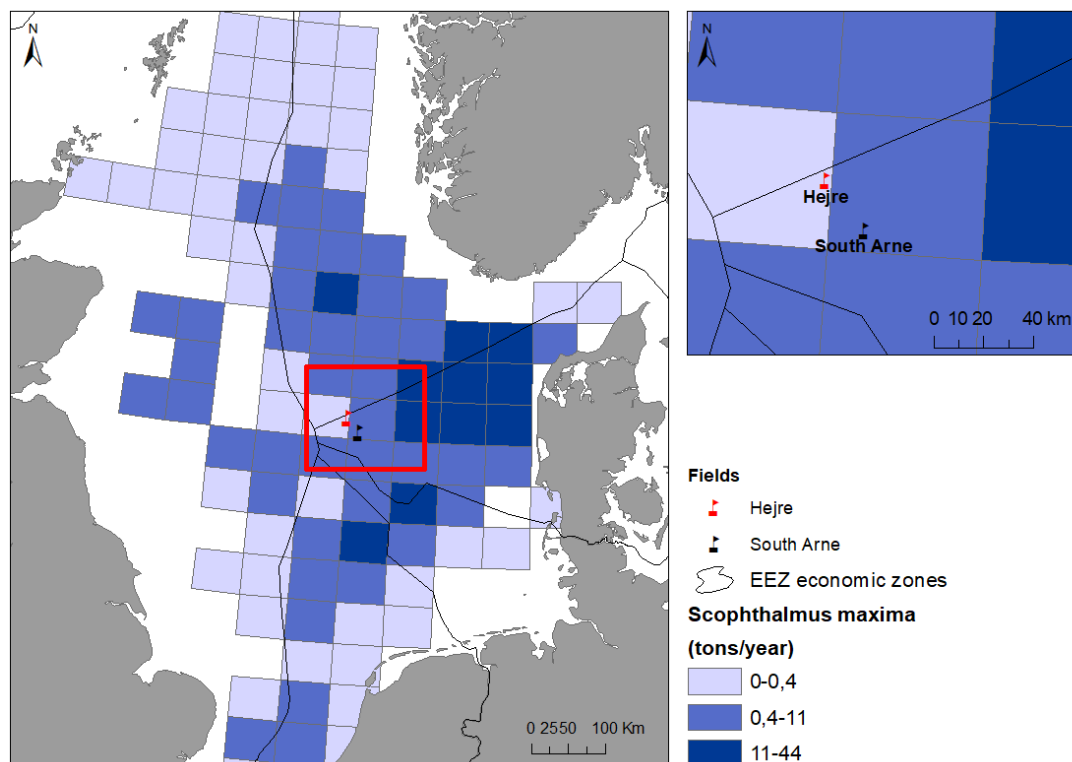 N
0 2550 100 Km
N
Hejre
South Arne
0 10 20 40 km
Fields
Hejre
South Arne
EEZ economic zones
Scophthalmus maxima
(tons/year)
0-0,4
0,4-11
11-44